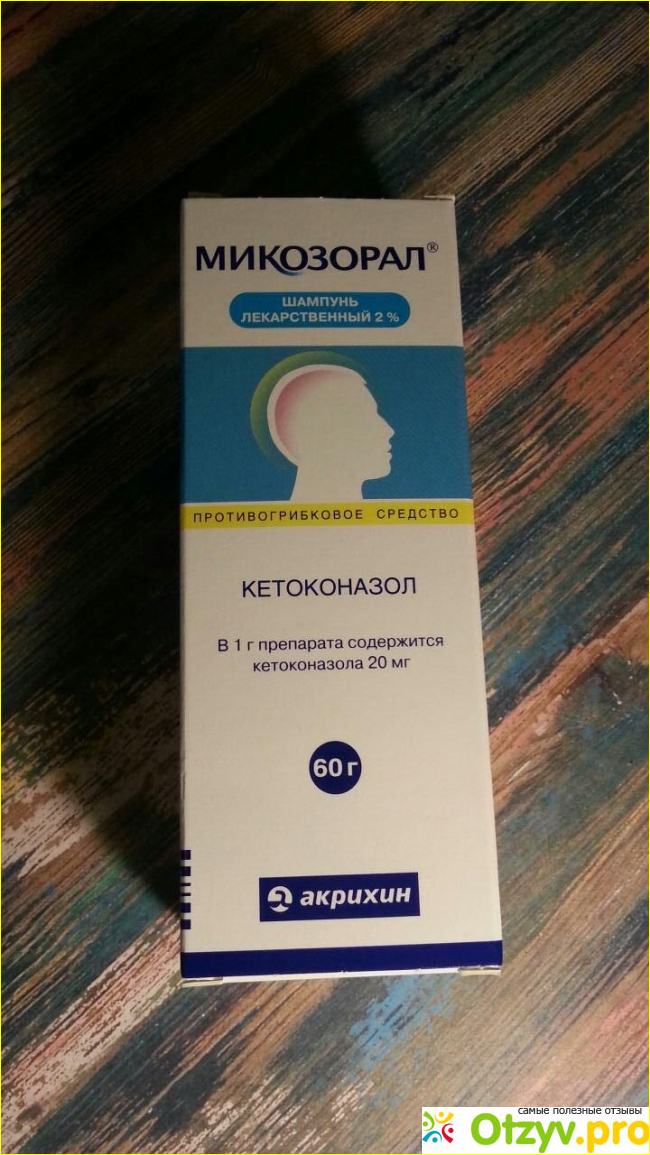 МИКОЗОРАЛ®
ШАМПУНЬ
ЛЕКАРСТВЕННЫЙ 2 %
ПРОТИВОГРИБКОВОЕ СРЕДСТВО
КЕТОКОНАЗОЛ
В 1 г препарата содержится
кетоконазола 20 мг
60 г
акрихин
самые полезные отзывы
Otzyv.pro